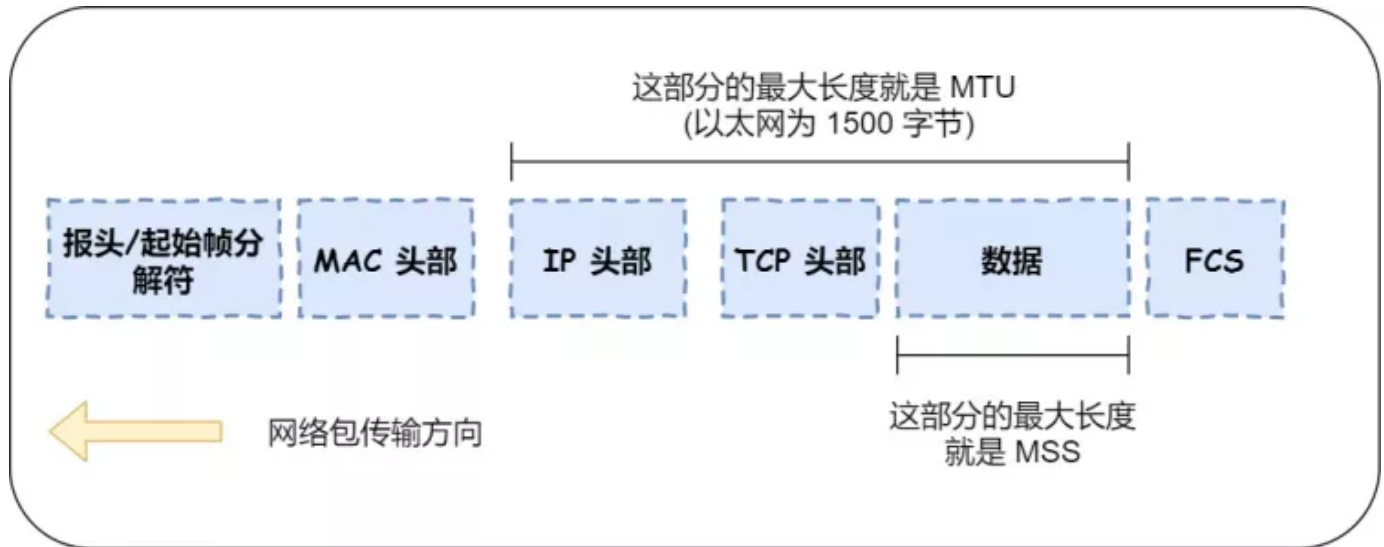 这部分的最大长度就是 MTU
(以太网为 1500 字节)
报头/起始帧分
解符
MAC 头部
IP 头部
TCP 头部
数据
FCS
网络包传输方向
这部分的最大长度
就是 MSS